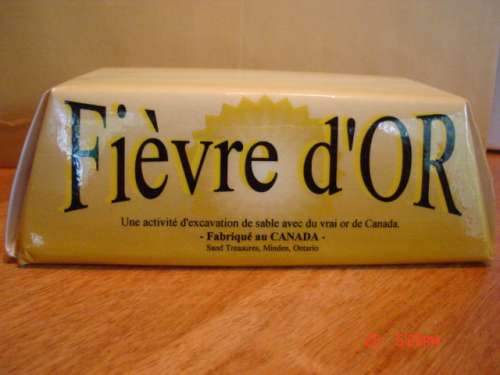 Fièvre d'OR
Une activité d'excavation de sable avec du vrai or de Canada.
- Fabriqué au CANADA -
Sand Treasures, Minden, Ontario